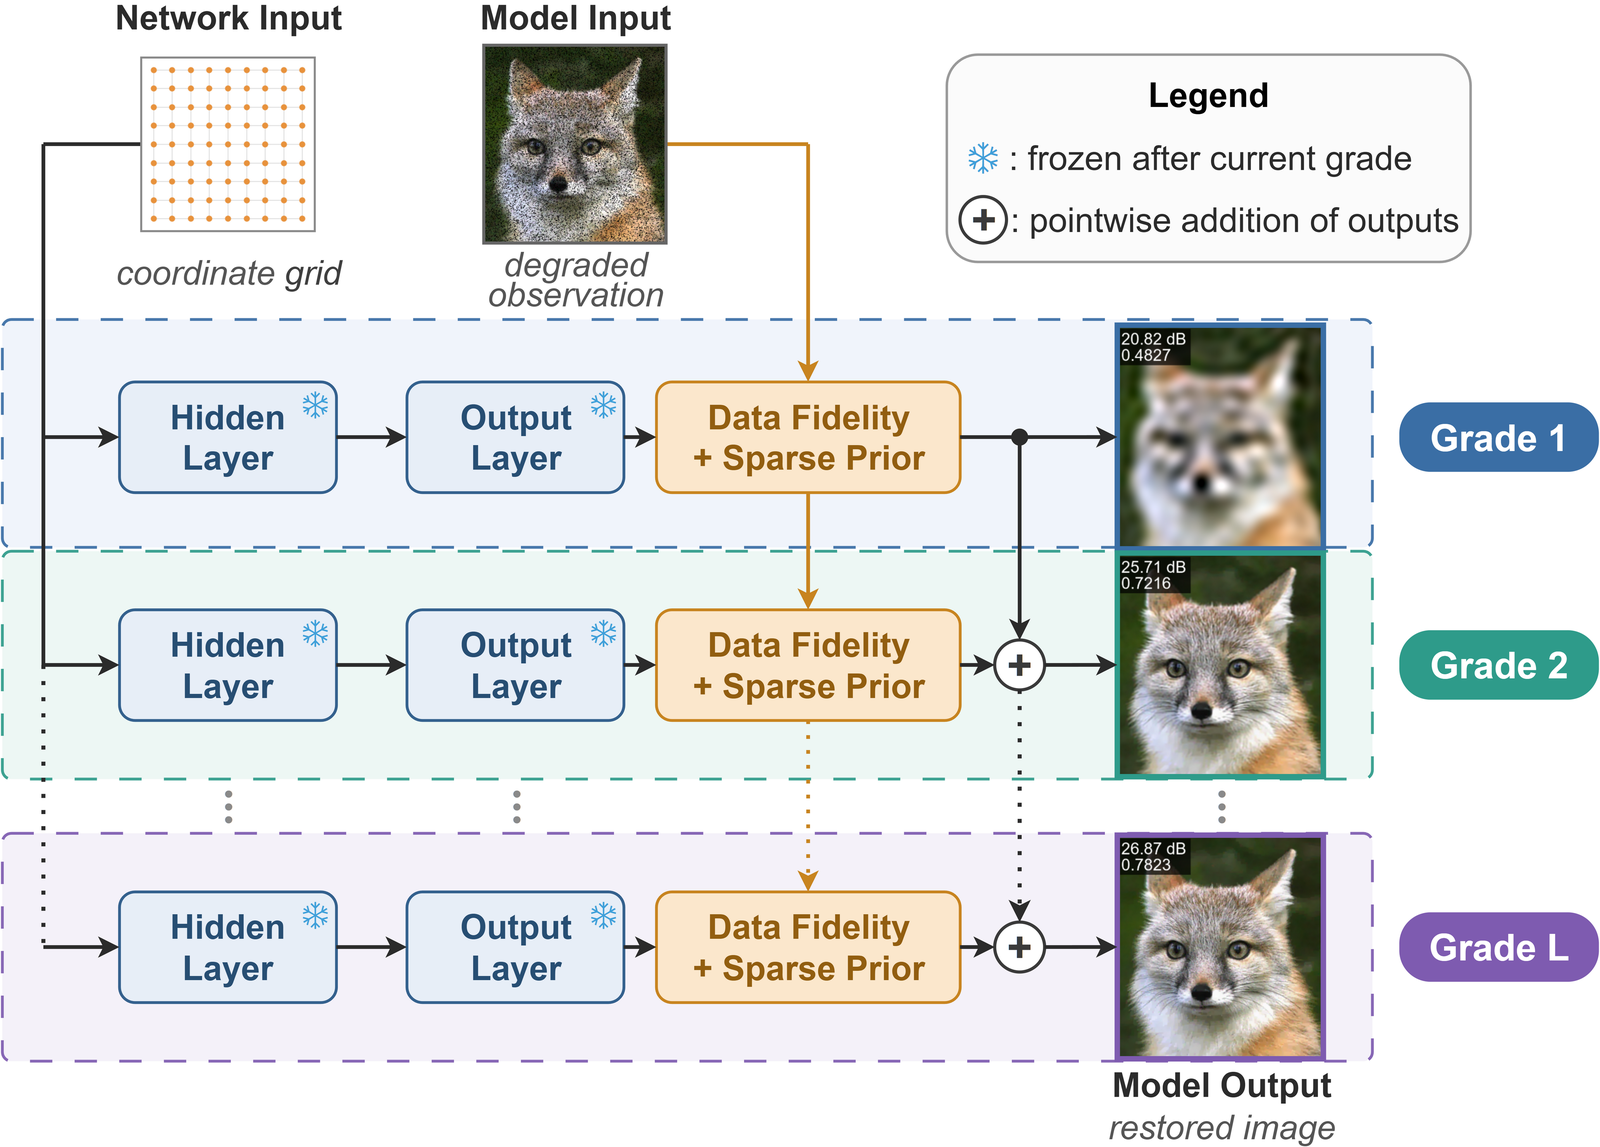 Network Input
Model Input
coordinate grid
degraded
observation
Legend
: frozen after current grade
: pointwise addition of outputs
Hidden
Layer
Output
Layer
Data Fidelity
+ Sparse Prior
20.82 dB
0.4827
Grade 1
Hidden
Layer
Output
Layer
Data Fidelity
+ Sparse Prior
25.71 dB
0.7216
Grade 2
Hidden
Layer
Output
Layer
Data Fidelity
+ Sparse Prior
26.87 dB
0.7823
Grade L
Model Output
restored image